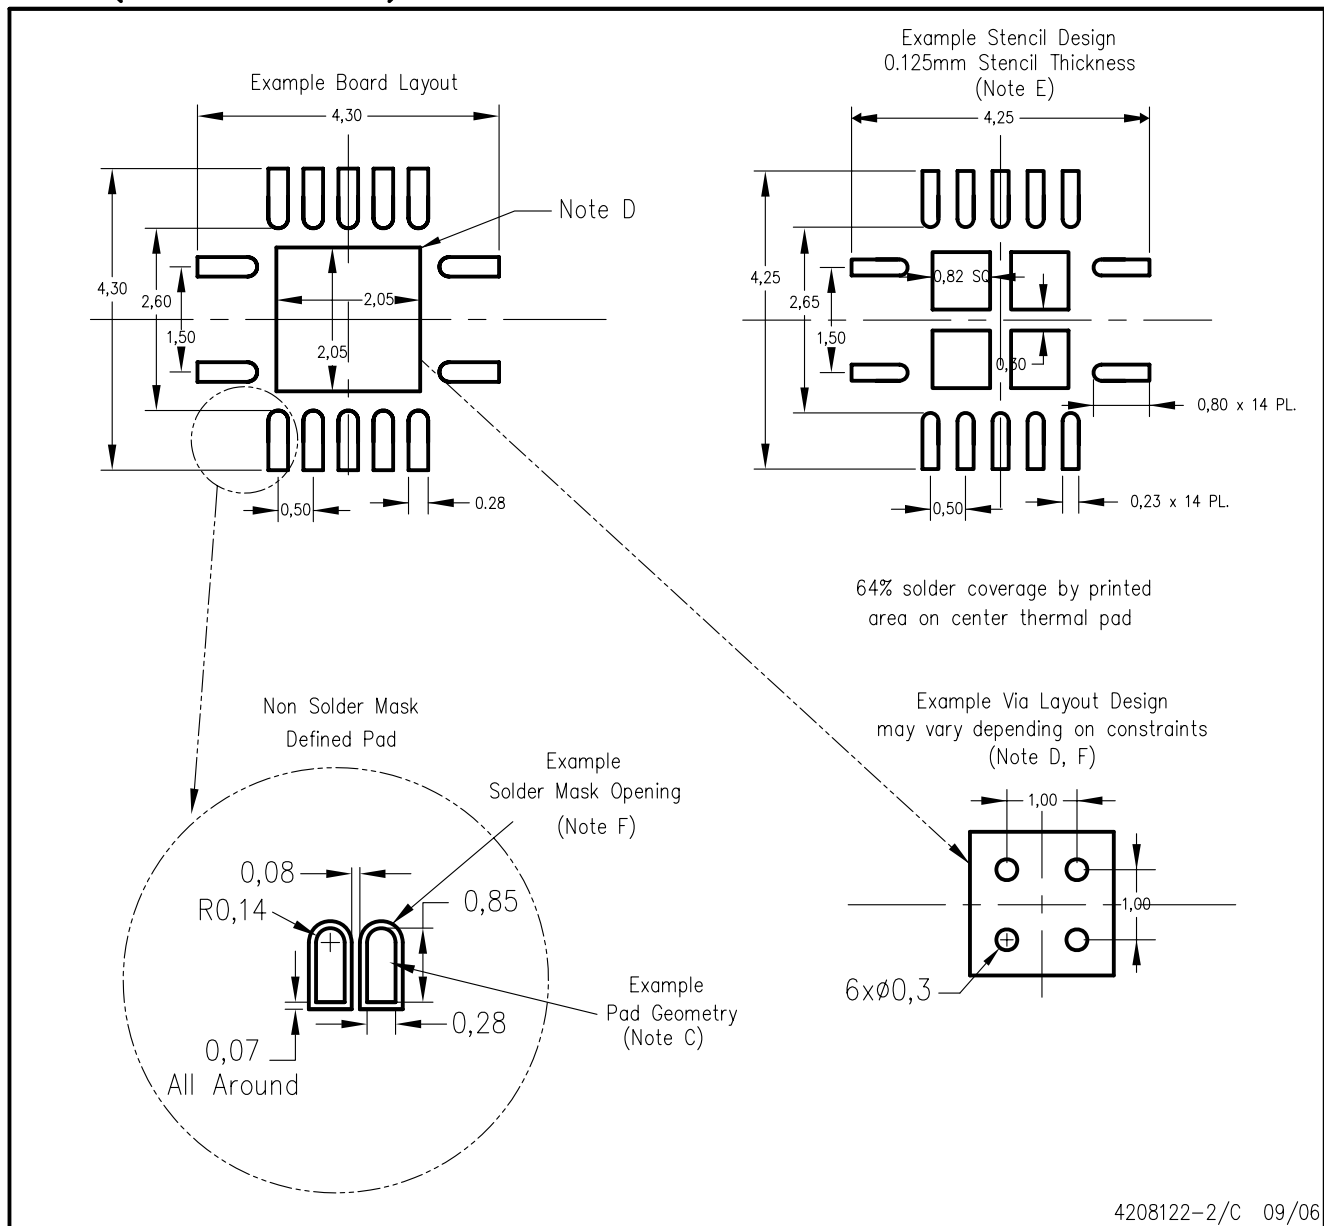 Example Board Layout
4,30
4,30
2,60
1,50
2,05
2,05
Note D
0,50
0.28
Example Stencil Design
0.125mm Stencil Thickness
(Note E)
4,25
4,25
2,65
1,50
0,82 SQ
0,30
0,80 x 14 PL.
0,50
0,23 x 14 PL.
64% solder coverage by printed
area on center thermal pad
Non Solder Mask
Defined Pad
Example
Solder Mask Opening
(Note F)
0,08
R0,14
0,85
0,28
0,07
All Around
Example
Pad Geometry
(Note C)
Example Via Layout Design
may vary depending on constraints
(Note D, F)
1,00
1,00
6xø0,3
4208122-2/C 09/06